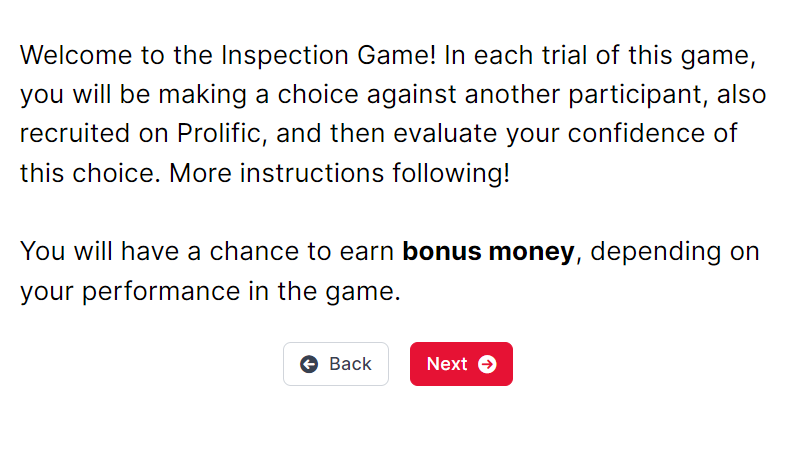 Welcome to the Inspection Game! In each trial of this game,
you will be making a choice against another participant, also
recruited on Prolific, and then evaluate your confidence of
this choice. More instructions following!
You will have a chance to earn bonus money, depending on
your performance in the game.
Back
Next